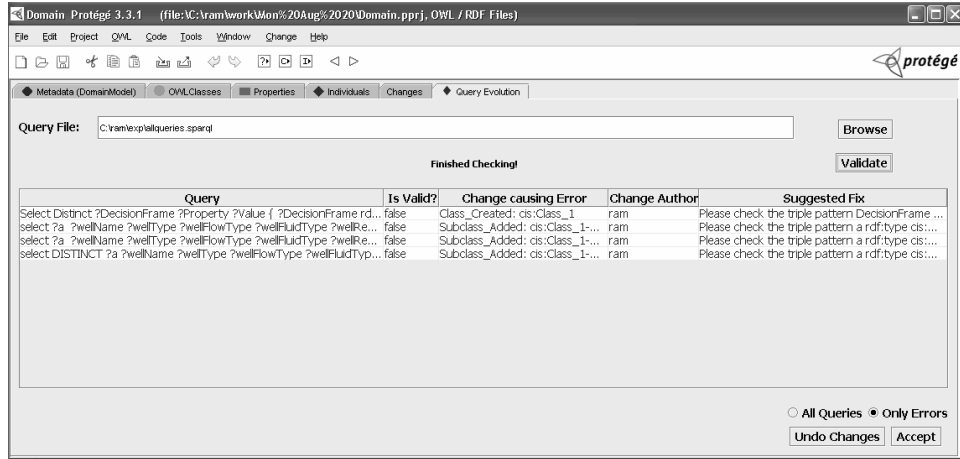 Domain Protégé 3.3.1 (file:\C:\ram\work\Mon%20Aug%2020\Domain.pprj, OWL / RDF Files)
File Edit Project OWL Code Tools Window Change Help
protégé
Metadata (DomainModel) OWLClasses Properties Individuals Changes Query Evolution
Query File: C:\ram\exp\allqueries.sparql Browse
Finished Checking! Validate
Query Is Valid? Change causing Error Change Author Suggested Fix
Select Distinct ?DecisionFrame ?Property ?Value { ?DecisionFrame rd... false Class_Created: cis:Class_1 ram Please check the triple pattern DecisionFrame ...
select ?a ?wellName ?wellType ?wellFlowType ?wellFluidType ?wellRe... false Subclass_Added: cis:Class_1-... ram Please check the triple pattern a rdf:type cis:...
select ?a ?wellName ?wellType ?wellFlowType ?wellFluidType ?wellRe... false Subclass_Added: cis:Class_1-... ram Please check the triple pattern a rdf:type cis:...
select DISTINCT ?a ?wellName ?wellType ?wellFlowType ?wellFluidTyp... false Subclass_Added: cis:Class_1-... ram Please check the triple pattern a rdf:type cis:...
All Queries Only Errors
Undo Changes Accept